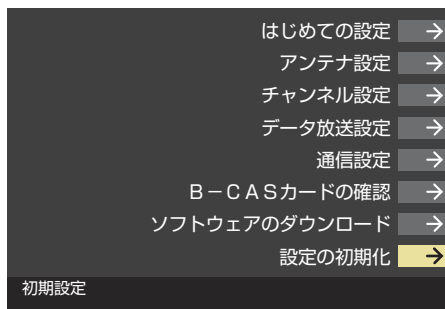 はじめての設定
アンテナ設定
チャンネル設定
データ放送設定
通信設定
Ｂ－ＣＡＳカードの確認
ソフトウェアのダウンロード
設定の初期化
初期設定